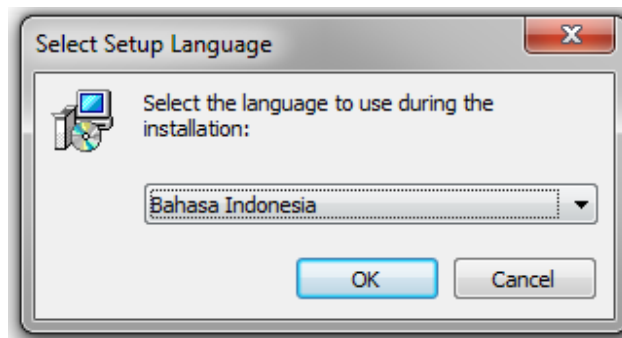 Select Setup Language
Select the language to use during the
installation:
Bahasa Indonesia
OK
Cancel